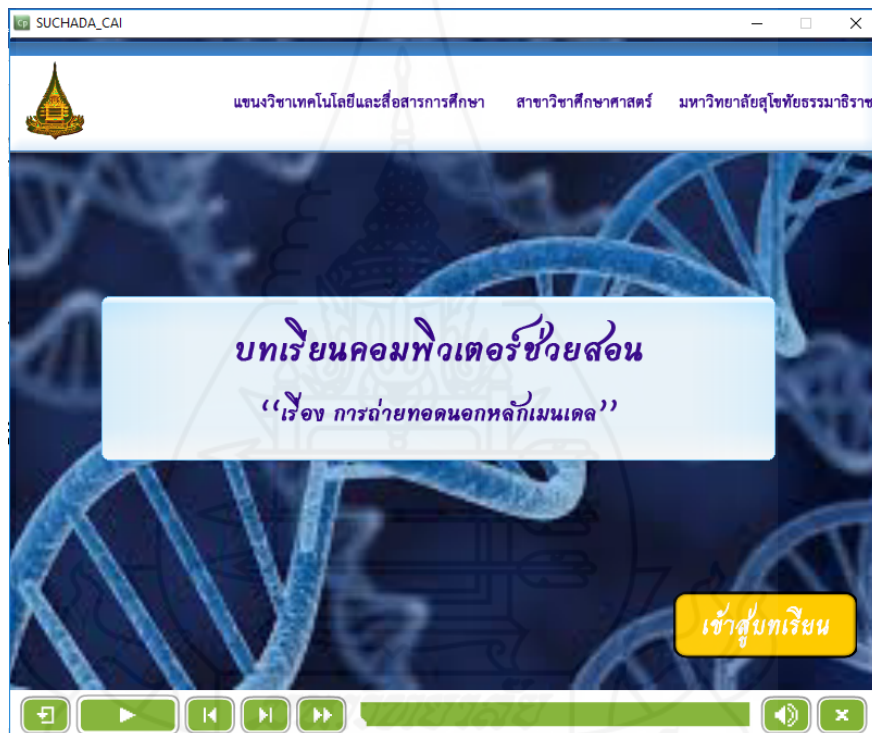 SUCHADA_CAI
แขนงวิชาเทคโนโลยีและสื่อสารการศึกษา สาขาวิชาศึกษาศาสตร์ มหาวิทยาลัยสุโขทัยธรรมาธิราช
บทเรียนคอมพิวเตอร์ช่วยสอน
‘‘เรื่อง การถ่ายทอดนอกหลักเมนเดล’’
เข้าสู่บทเรียน